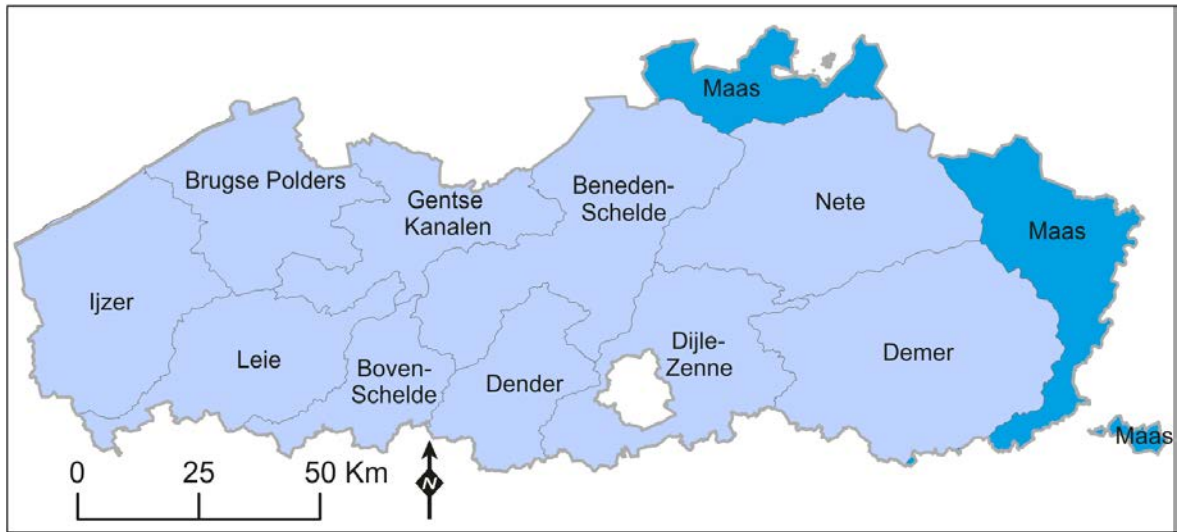 Maas
Brugse Polders
Gentse
Kanalen
Beneden-
Schelde
Nete
Maas
Ijzer
Leie
Boven-
Schelde
Dender
Dijle-
Zenne
Demer
Maas
0 25 50 Km
N